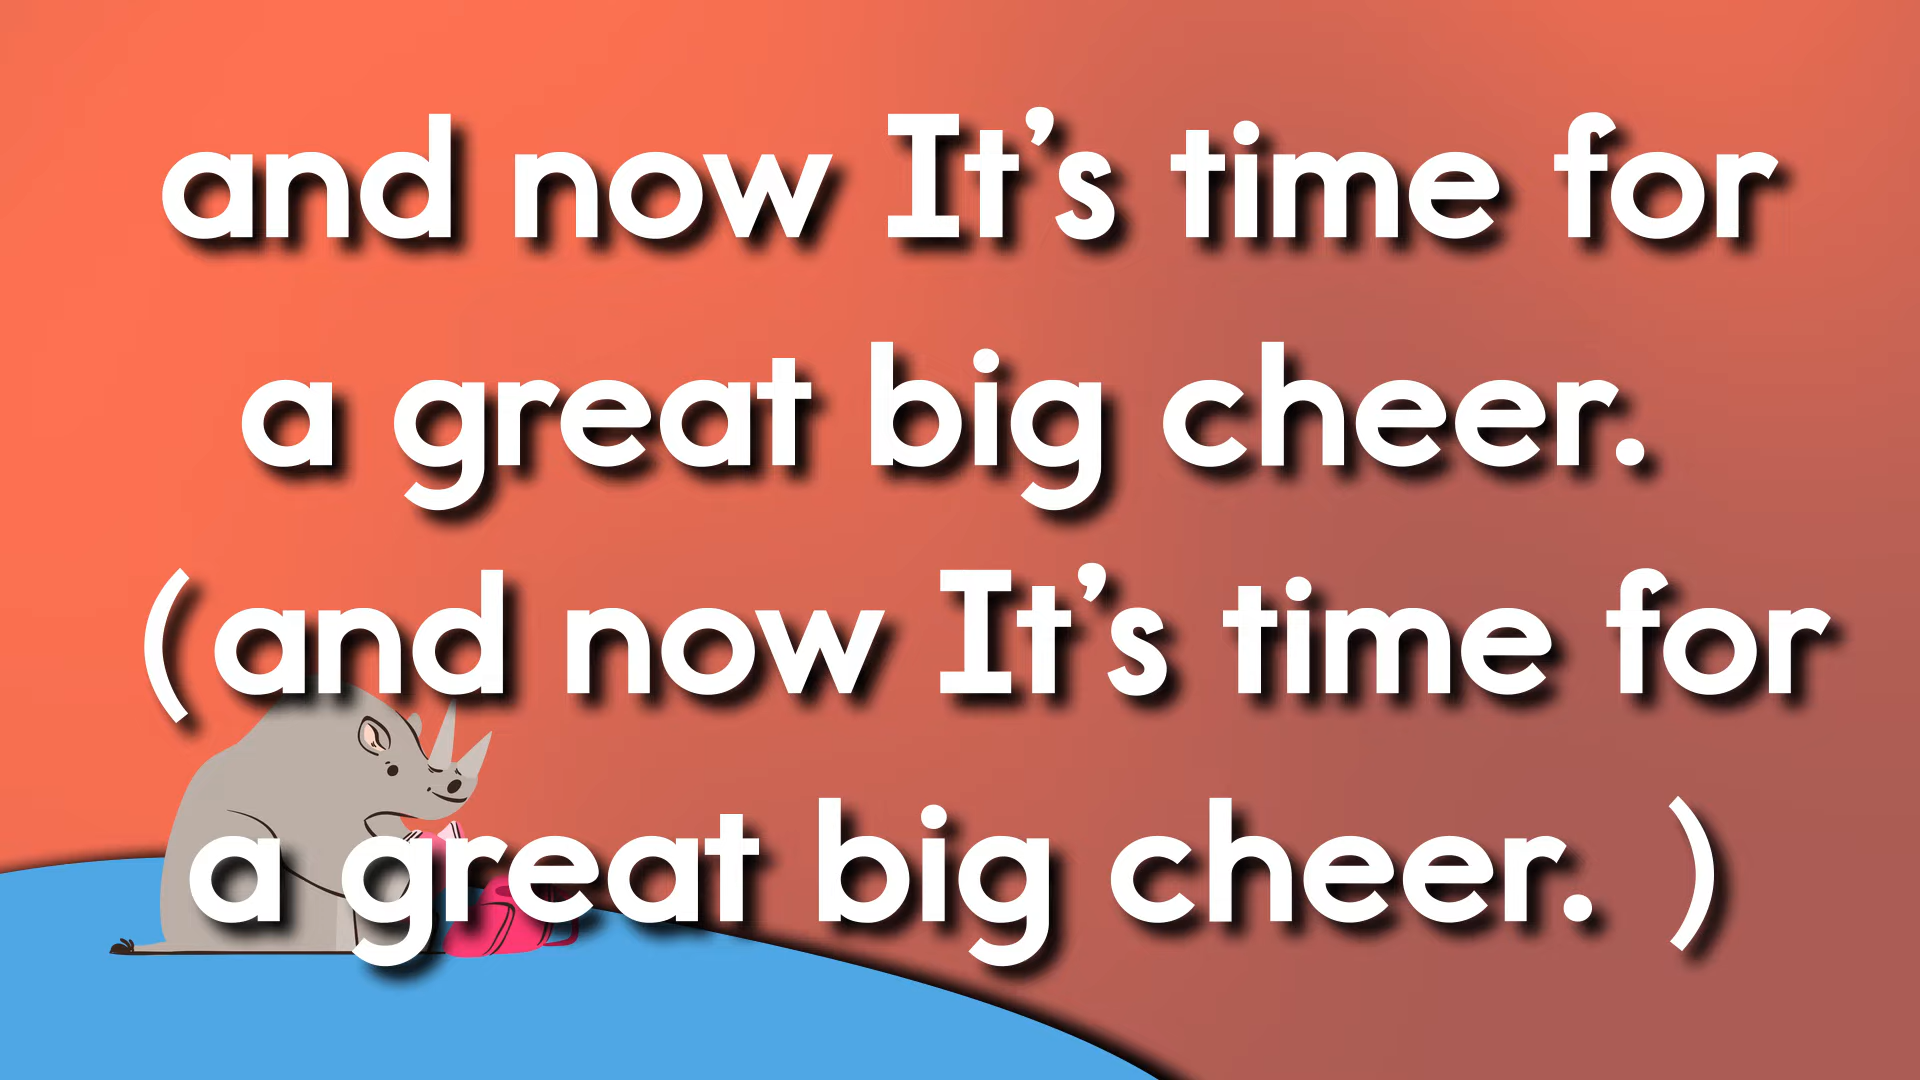 and now It’s time for
a great big cheer.
(and now It’s time for
a great big cheer. )